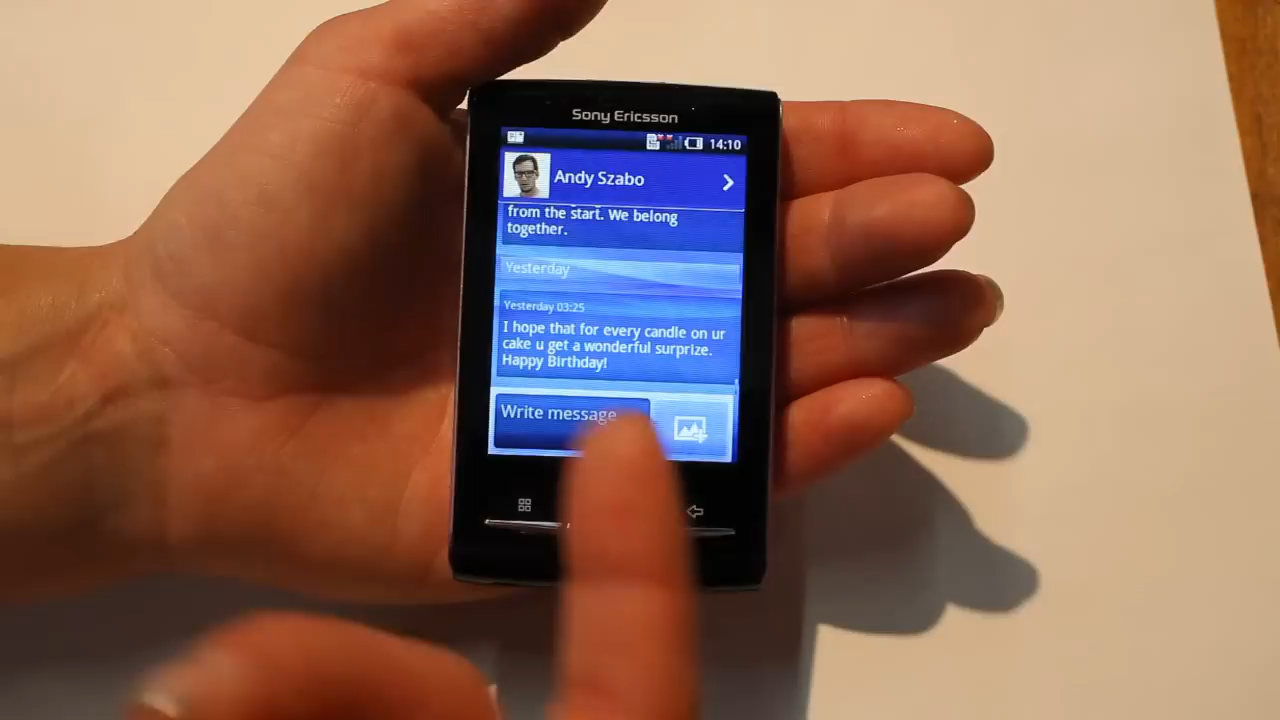 Sony Ericsson
14:10
Andy Szabo
from the start. We belong
together.
Yesterday
Yesterday 03:25
I hope that for every candle on ur
cake u get a wonderful surprize.
Happy Birthday!
Write message